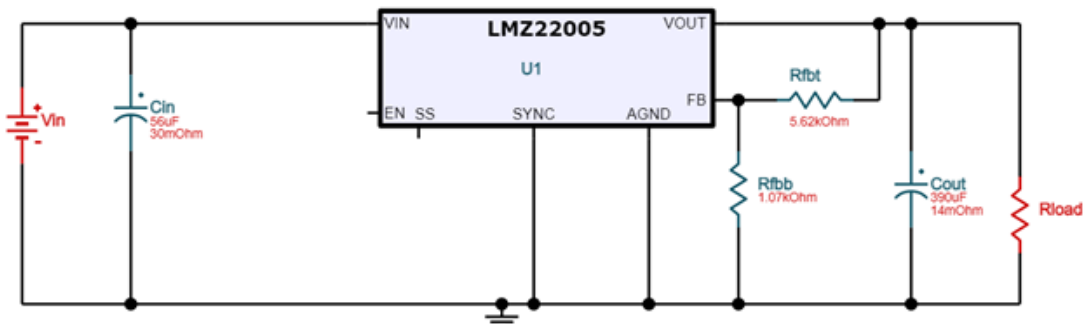 VIN
LMZ22005
VOUT
U1
FB
EN
SS
SYNC
AGND
Vin
+
-
Cin
56uF
30mOhm
Rfbt
5.62kOhm
Rfbb
1.07kOhm
Cout
390uF
14mOhm
Rload